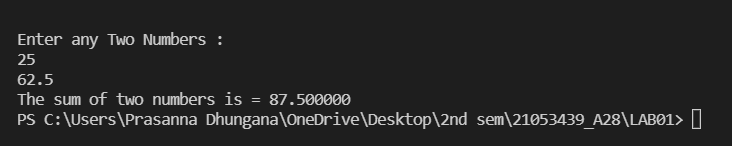 Enter any Two Numbers :
25
62.5
The sum of two numbers is = 87.500000
PS C:\Users\Prasanna Dhungana\OneDrive\Desktop\2nd sem\21053439_A28\LAB01>